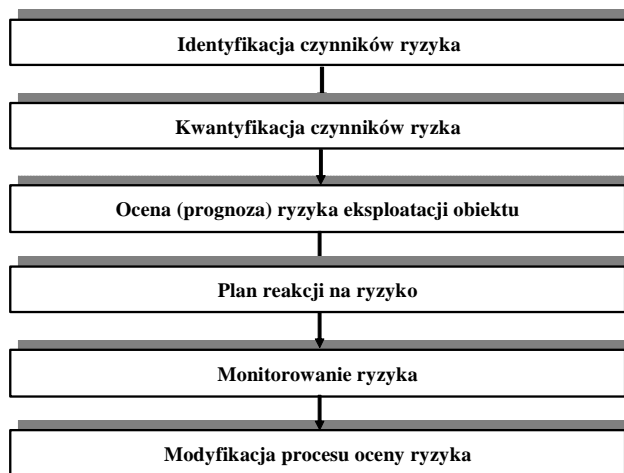 Identyfikacja czynników ryzyka
Kwantyfikacja czynników ryzka
Ocena (prognoza) ryzyka eksploatacji obiektu
Plan reakcji na ryzyko
Monitorowanie ryzyka
Modyfikacja procesu oceny ryzyka